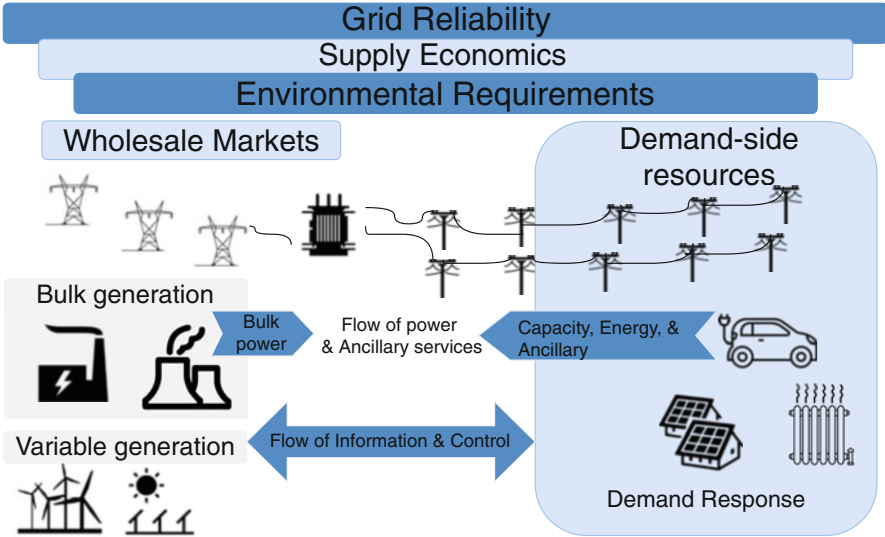 Grid Reliability
Supply Economics
Environmental Requirements
Wholesale Markets
Demand-side
resources
Bulk generation
Bulk
power
Flow of power
& Ancillary services
Capacity, Energy, &
Ancillary
Variable generation
Flow of Information & Control
Demand Response